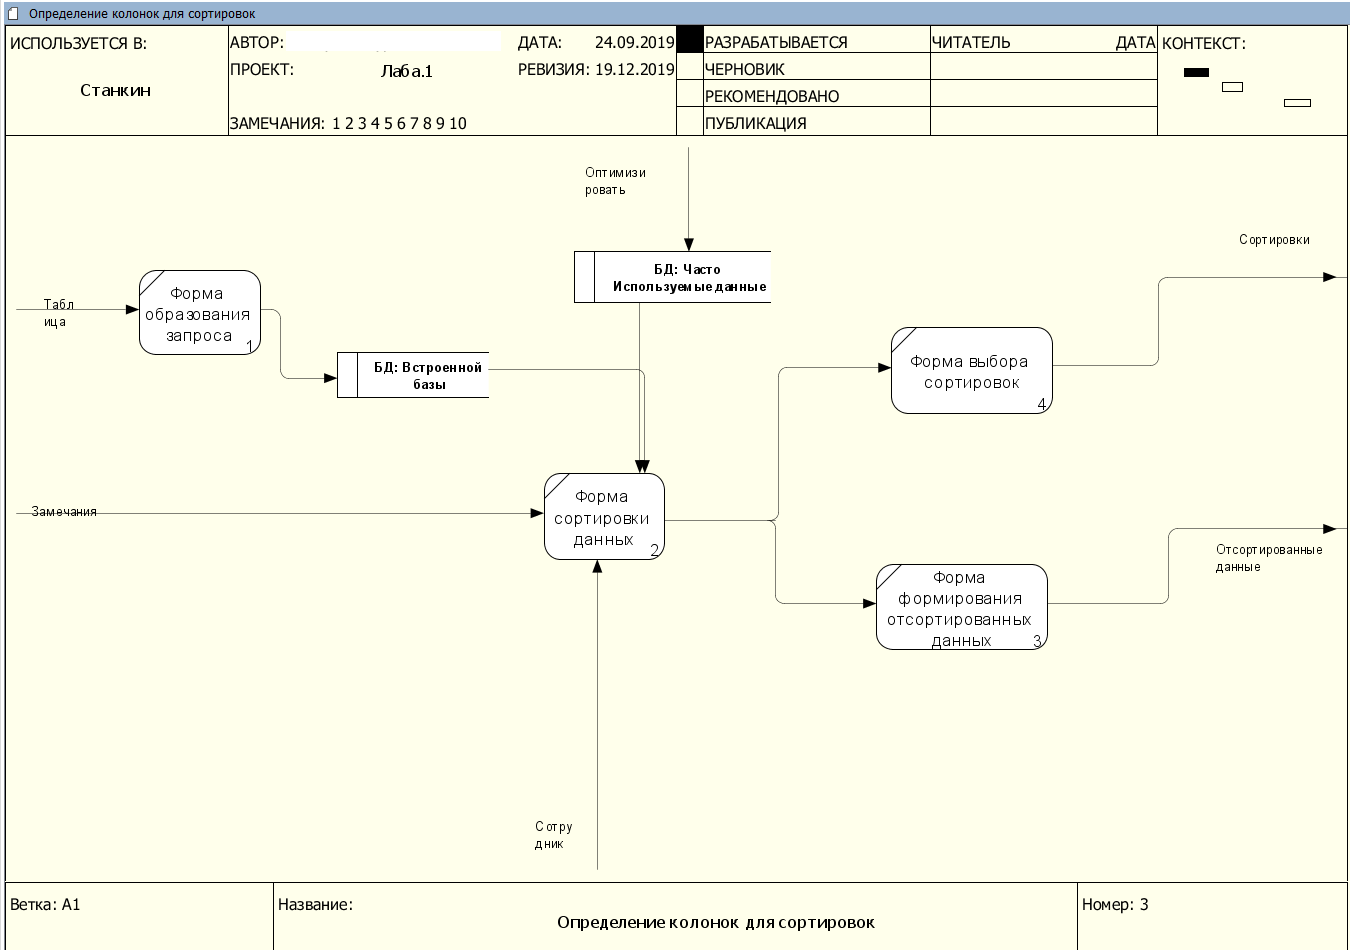 Определение колонок для сортировок
ИСПОЛЬЗУЕТСЯ В:
Станкин
АВТОР:
ДАТА: 24.09.2019
ПРОЕКТ: Лаба.1
РЕВИЗИЯ: 19.12.2019
ЗАМЕЧАНИЯ: 1 2 3 4 5 6 7 8 9 10
РАЗРАБАТЫВАЕТСЯ
ЧЕРНОВИК
РЕКОМЕНДОВАНО
ПУБЛИКАЦИЯ
ЧИТАТЕЛЬ ДАТА
КОНТЕКСТ:
Оптимизи
ровать
Сортировки
БД: Часто
Используемые данные
Табл
ица
Форма
образования
запроса
1
БД: Встроенной
базы
Форма выбора
сортировок
4
Замечания
Форма
сортировки
данных
2
Отсортированные
данные
Форма
формирования
отсортированных
данных
3
Сотру
дник
Ветка: A1
Название:
Определение колонок для сортировок
Номер: 3